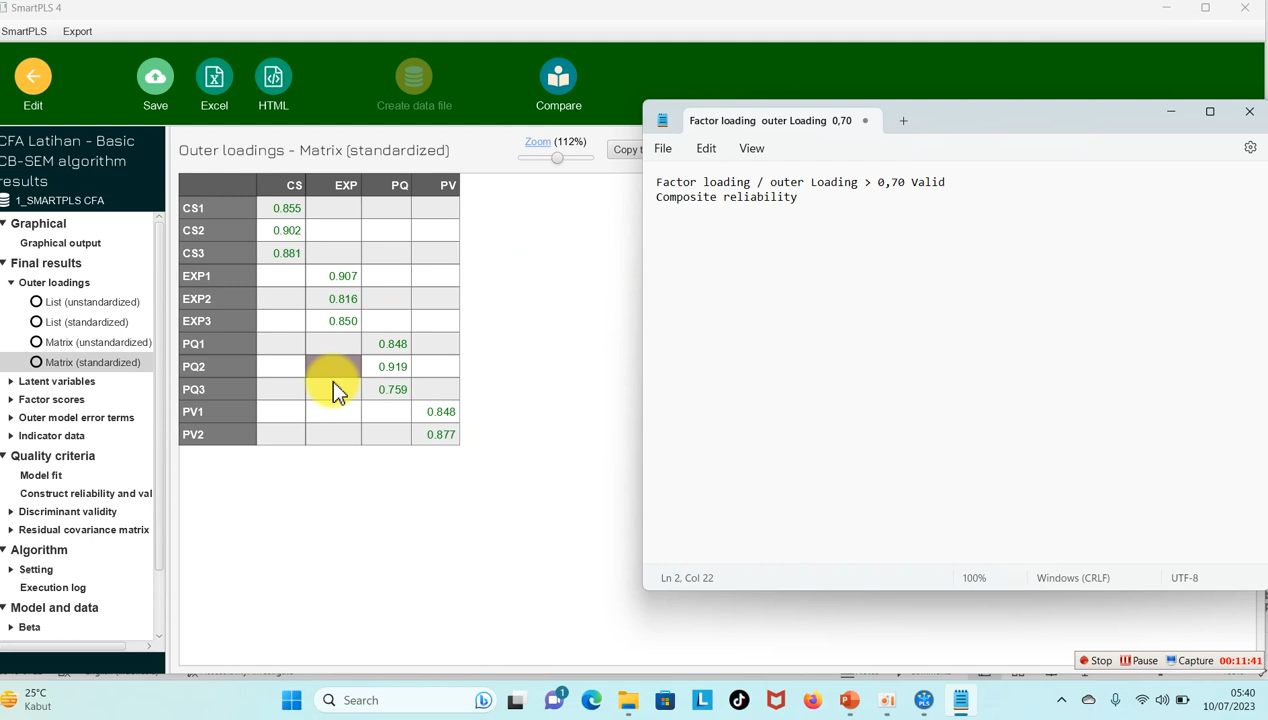 SmartPLS 4
SmartPLS Export
Edit
Save
Excel
HTML
Create data file
Compare
CFA Latihan - Basic
CB-SEM algorithm
results
1_SMARTPLS CFA
Graphical
Graphical output
Final results
Outer loadings
List (unstandardized)
List (standardized)
Matrix (unstandardized)
Matrix (standardized)
Latent variables
Factor scores
Outer model error terms
Indicator data
Quality criteria
Model fit
Construct reliability and val
Discriminant validity
Residual covariance matrix
Algorithm
Setting
Execution log
Model and data
Beta
Outer loadings - Matrix (standardized)
Zoom (112%)
Copy t
CS EXP PQ PV
CS1 0.855
CS2 0.902
CS3 0.881
EXP1 0.907
EXP2 0.816
EXP3 0.850
PQ1 0.848
PQ2 0.919
PQ3 0.759
PV1 0.848
PV2 0.877
Factor loading outer Loading 0,70
File Edit View
Factor loading / outer Loading > 0,70 Valid
Composite reliability
Ln 2, Col 22 100% Windows (CRLF) UTF-8
Stop Pause Capture 00:11:41
25°C
Kabut
Search
1
05:40
10/07/2023